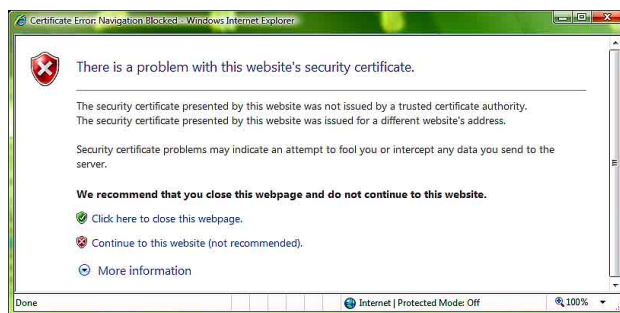 Certificate Error: Navigation Blocked - Windows Internet Explorer
There is a problem with this website's security certificate.
The security certificate presented by this website was not issued by a trusted certificate authority.
The security certificate presented by this website was issued for a different website's address.
Security certificate problems may indicate an attempt to fool you or intercept any data you send to the
server.
We recommend that you close this webpage and do not continue to this website.
Click here to close this webpage.
Continue to this website (not recommended).
More information
Done Internet | Protected Mode: Off 100%